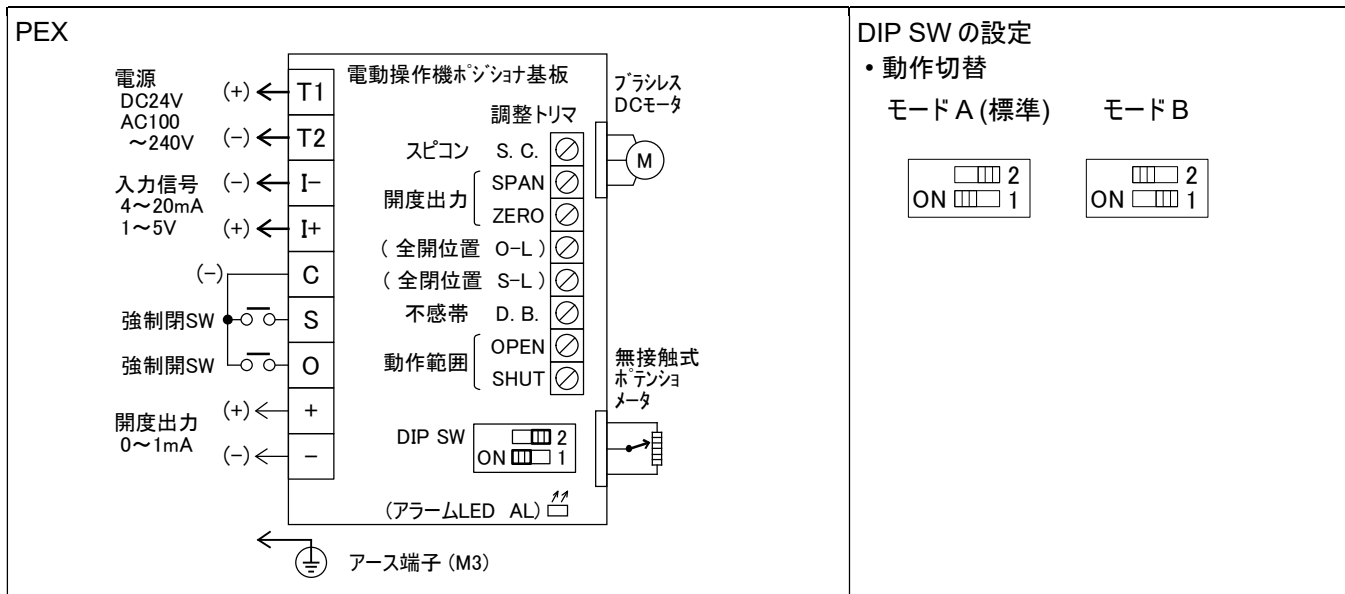 PEX
電動操作機ポジショナ基板
電源
DC24V
AC100
～240V
(+)
T1
(−)
T2
入力信号
4～20mA
1～5V
(−)
I−
(+)
I+
(−)
C
強制閉SW
S
強制開SW
O
開度出力
0～1mA
(+)
+
(−)
−
調整トリマ
スピコン S. C.
開度出力
SPAN
ZERO
( 全開位置 O−L )
( 全閉位置 S−L )
不感帯 D. B.
動作範囲
OPEN
SHUT
DIP SW
2
ON 1
(アラームLED AL)
ブラシレス
DCモータ
M
無接触式
ポテンショ
メータ
アース端子 (M3)
DIP SW の設定
・動作切替
モード A (標準)
モード B
2
ON 1
2
ON 1